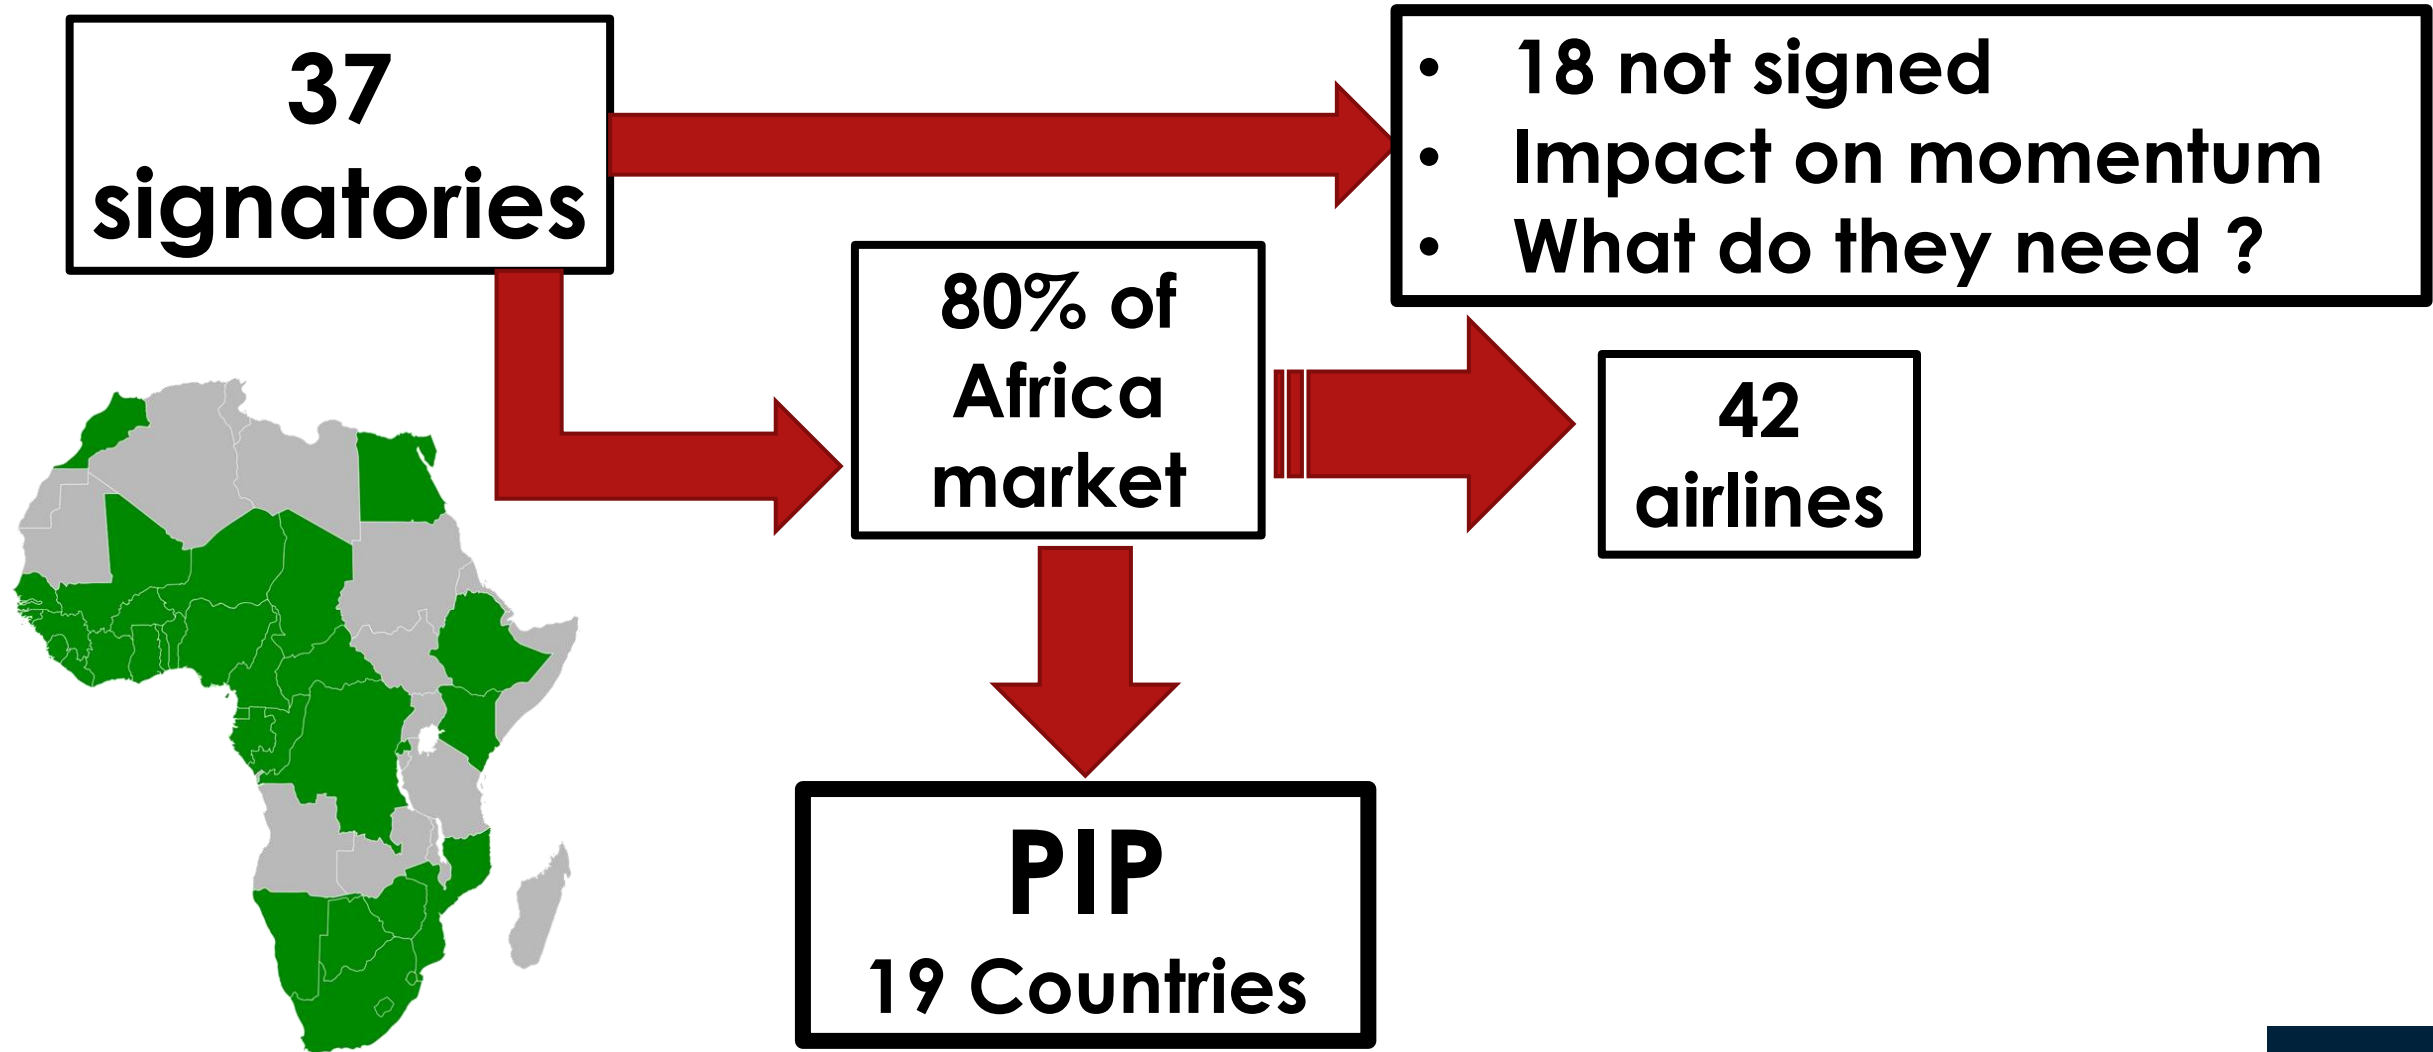 37
signatories
• 18 not signed
• Impact on momentum
• What do they need ?
80% of
Africa
market
42
airlines
PIP
19 Countries